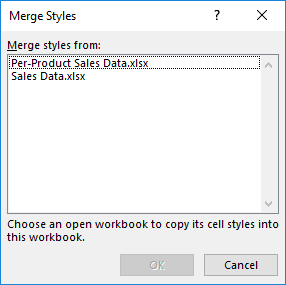 Merge Styles
?
Merge styles from:
Per-Product Sales Data.xlsx
Sales Data.xlsx
Choose an open workbook to copy its cell styles into
this workbook.
OK Cancel